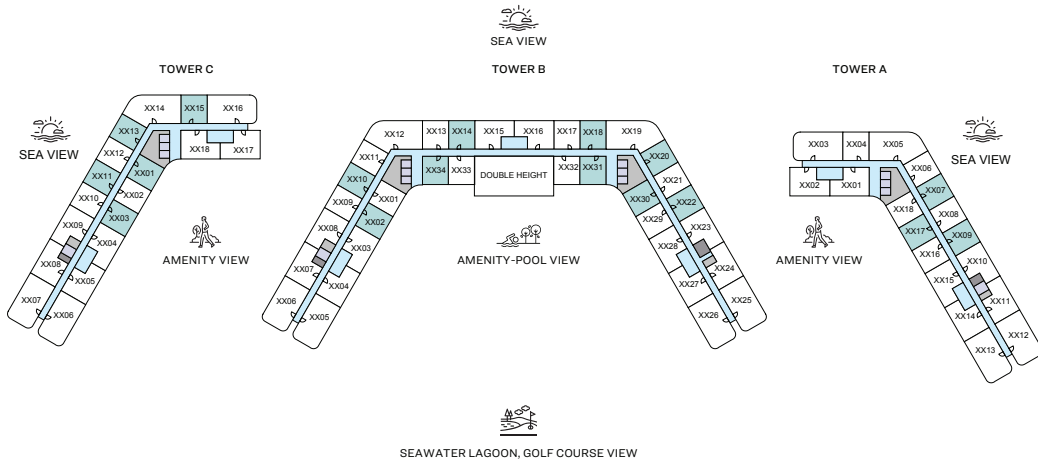 SEA VIEW
TOWER C
TOWER B
TOWER A
SEA VIEW
XX14
XX15
XX16
XX13
XX12
XX18
XX17
XX11
XX01
XX10
XX02
XX09
XX03
XX08
XX04
XX07
XX05
XX06
AMENITY VIEW
XX12
XX13
XX14
XX15
XX16
XX17
XX18
XX19
XX11
XX34
XX33
DOUBLE HEIGHT
XX32
XX31
XX20
XX10
XX01
XX30
XX21
XX09
XX02
XX29
XX22
XX08
XX03
XX28
XX23
XX07
XX04
XX27
XX24
XX06
XX05
XX26
XX25
AMENITY-POOL VIEW
XX03
XX04
XX05
XX02
XX01
XX06
XX18
XX07
XX17
XX08
XX16
XX09
XX15
XX10
XX14
XX11
XX13
XX12
SEA VIEW
AMENITY VIEW
SEAWATER LAGOON, GOLF COURSE VIEW